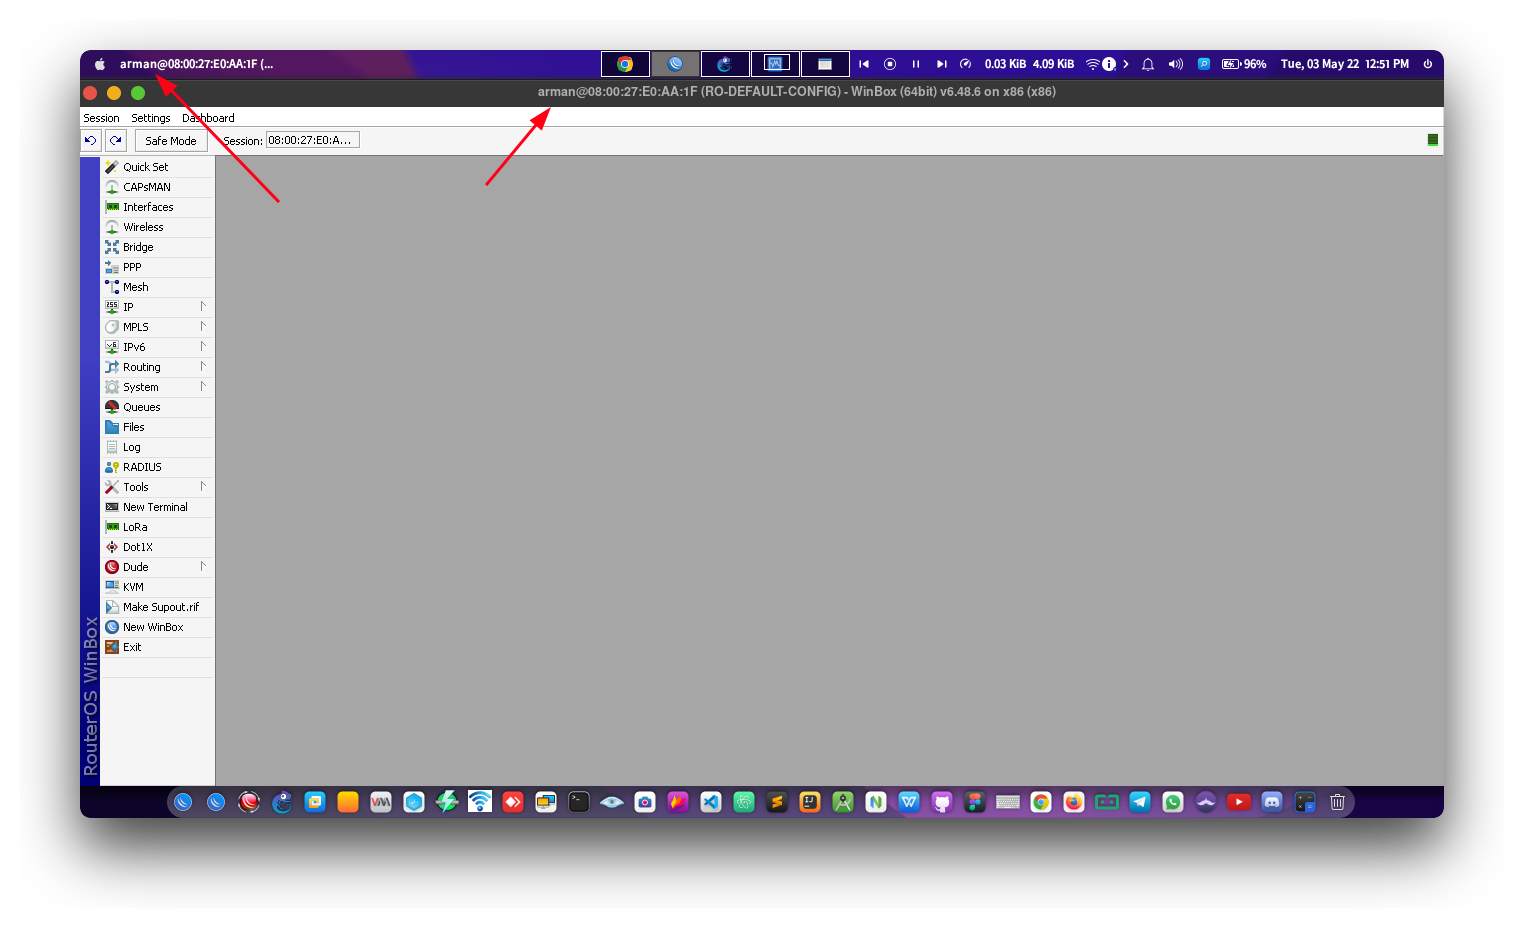 arman@08:00:27:E0:AA:1F (...
0.03 KiB 4.09 KiB
96%
Tue, 03 May 22 12:51 PM
arman@08:00:27:E0:AA:1F (RO-DEFAULT-CONFIG) - WinBox (64bit) v6.48.6 on x86 (x86)
Session Settings Dashboard
Safe Mode Session: 08:00:27:E0:A...
Quick Set
CAPsMAN
Interfaces
Wireless
Bridge
PPP
Mesh
IP
MPLS
IPv6
Routing
System
Queues
Files
Log
RADIUS
Tools
New Terminal
LoRa
Dot1X
Dude
KVM
Make Supout.rif
New WinBox
Exit
RouterOS WinBox